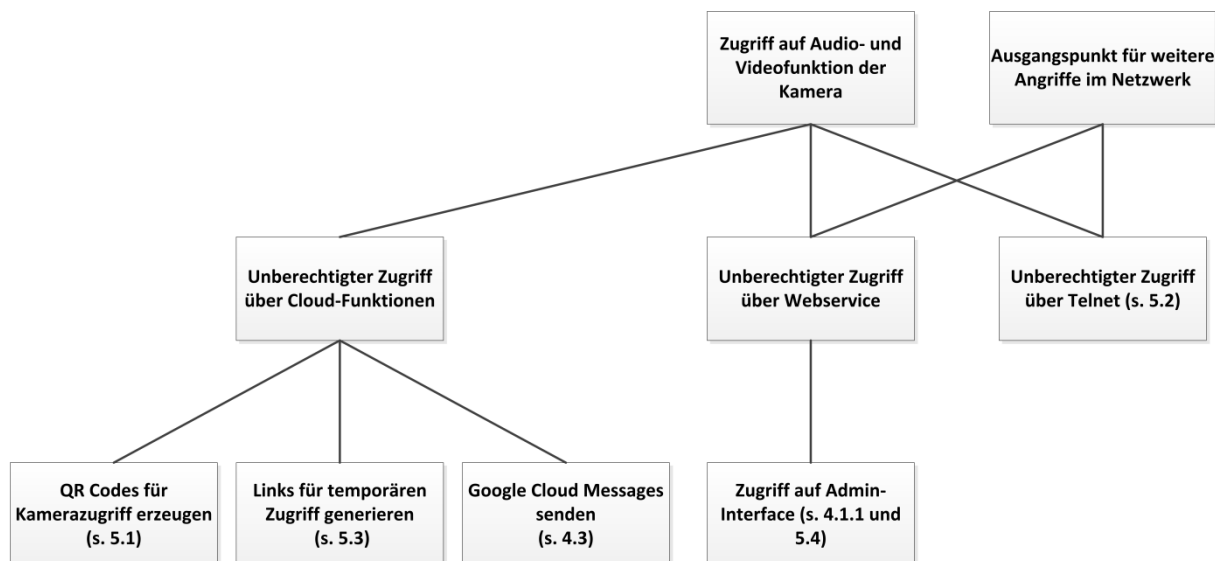 Zugriff auf Audio- und
Videofunktion der
Kamera
Ausgangspunkt für weitere
Angriffe im Netzwerk
Unberechtigter Zugriff
über Cloud-Funktionen
Unberechtigter Zugriff
über Webservice
Unberechtigter Zugriff
über Telnet (s. 5.2)
QR Codes für
Kamerazugriff erzeugen
(s. 5.1)
Links für temporären
Zugriff generieren
(s. 5.3)
Google Cloud Messages
senden
(s. 4.3)
Zugriff auf Admin-
Interface (s. 4.1.1 und
5.4)